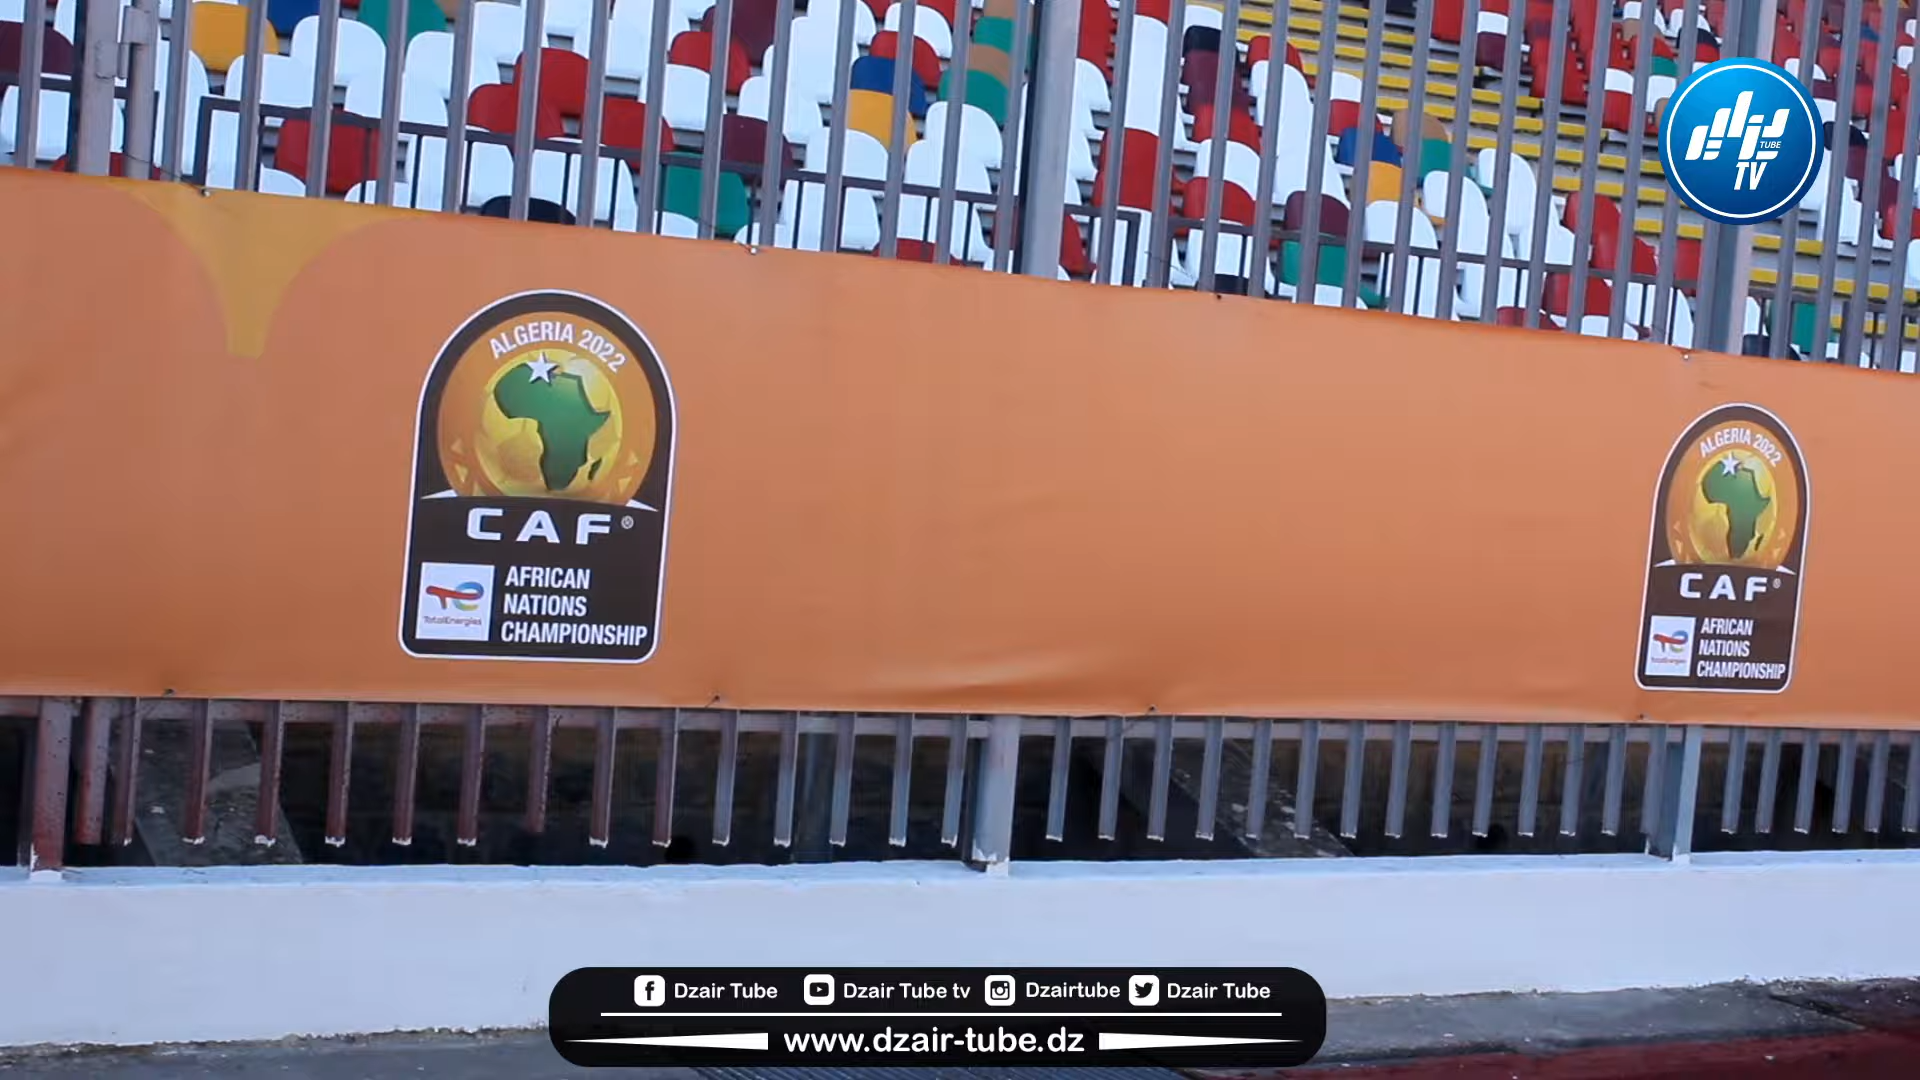 TUBE
TV
ALGERIA 2022
CAF®
TotalEnergies
AFRICAN
NATIONS
CHAMPIONSHIP
ALGERIA 2022
CAF®
TotalEnergies
AFRICAN
NATIONS
CHAMPIONSHIP
Dzair Tube Dzair Tube tv Dzairtube Dzair Tube
www.dzair-tube.dz